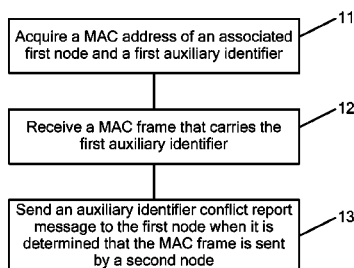 11
Acquire a MAC address of an associated
first node and a first auxiliary identifier
12
Receive a MAC frame that carries the
first auxiliary identifier
13
Send an auxiliary identifier conflict report
message to the first node when it is
determined that the MAC frame is sent
by a second node